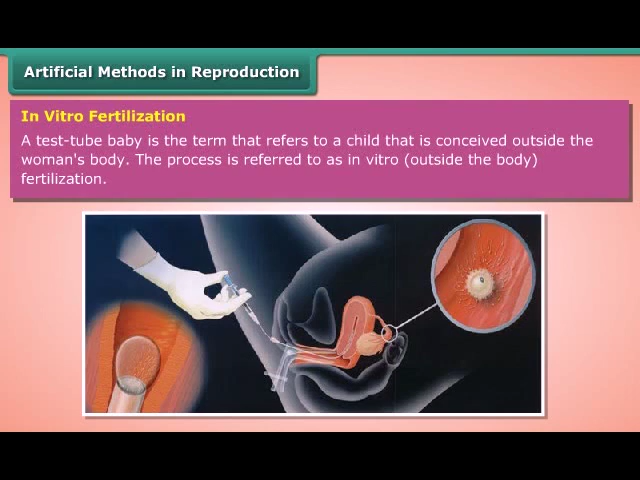 Artificial Methods in Reproduction
In Vitro Fertilization
A test-tube baby is the term that refers to a child that is conceived outside the
woman's body. The process is referred to as in vitro (outside the body)
fertilization.